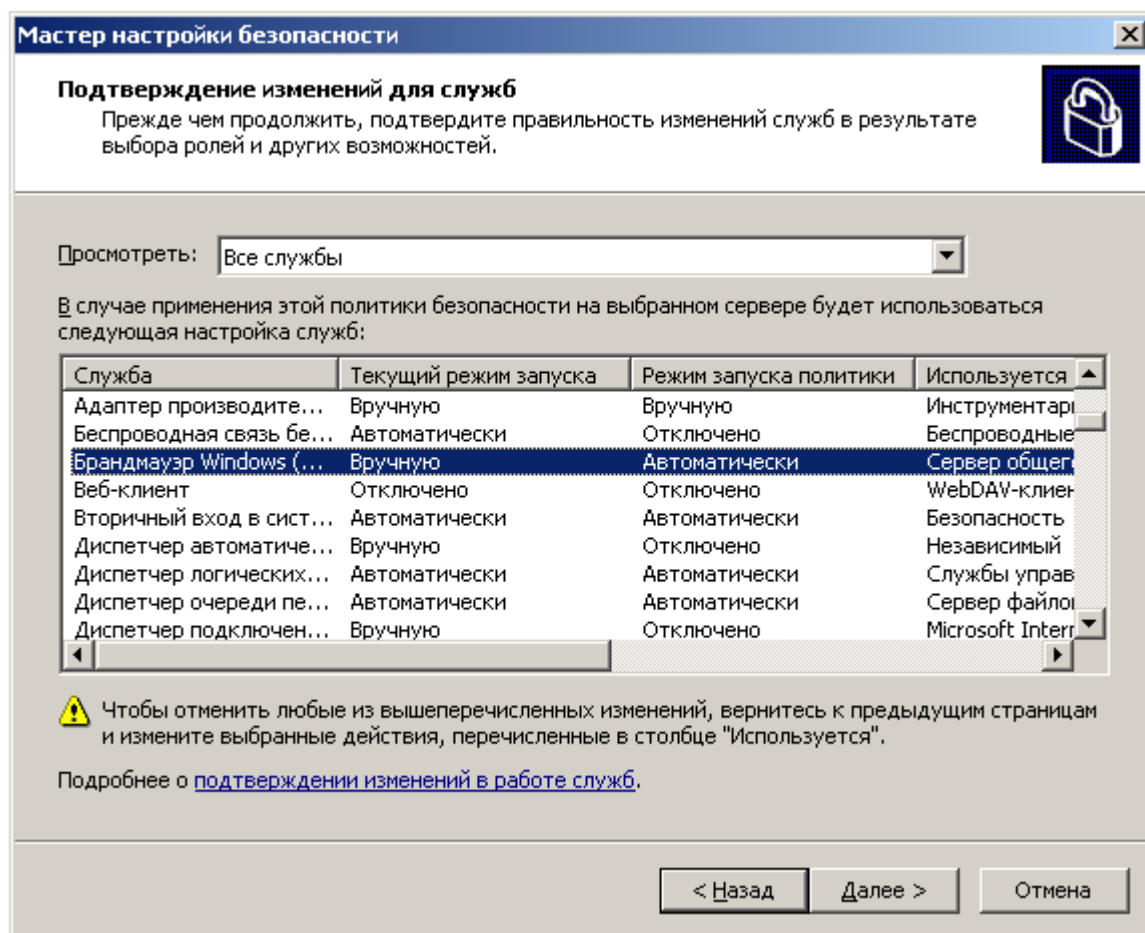 Мастер настройки безопасности
Подтверждение изменений для служб
Прежде чем продолжить, подтвердите правильность изменений служб в результате
выбора ролей и других возможностей.
Просмотреть: Все службы
В случае применения этой политики безопасности на выбранном сервере будет использоваться
следующая настройка служб:
Служба Текущий режим запуска Режим запуска политики Используется
Адаптер производите... Вручную Вручную Инструментари
Беспроводная связь бе... Автоматически Отключено Беспроводные
Брандмауэр Windows (... Вручную Автоматически Сервер общег
Веб-клиент Отключено Отключено WebDAV-клиен
Вторичный вход в сист... Автоматически Автоматически Безопасность
Диспетчер автоматиче... Вручную Отключено Независимый
Диспетчер логических... Автоматически Автоматически Службы управ
Диспетчер очереди пе... Автоматически Автоматически Сервер файло
Диспетчер подключен... Вручную Отключено Microsoft Intern
Чтобы отменить любые из вышеперечисленных изменений, вернитесь к предыдущим страницам
и измените выбранные действия, перечисленные в столбце "Используется".
Подробнее о подтверждении изменений в работе служб.
< Назад Далее > Отмена